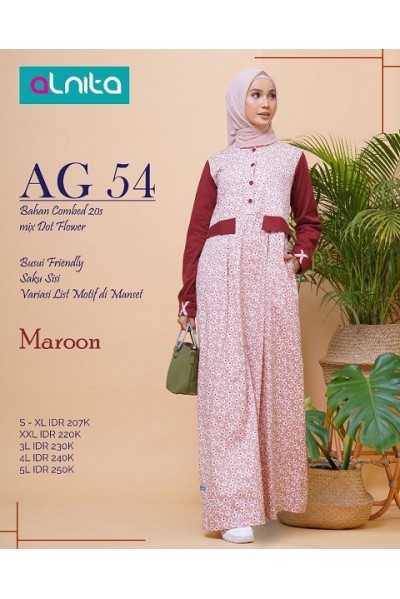 alnita
AG 54
Bahan Combed 20s
mix Dot Flower
Busui Friendly
Saku Sisi
Variasi List Motif di Manset
Maroon
S - XL IDR 207K
XXL IDR 220K
3L IDR 230K
4L IDR 240K
5L IDR 250K